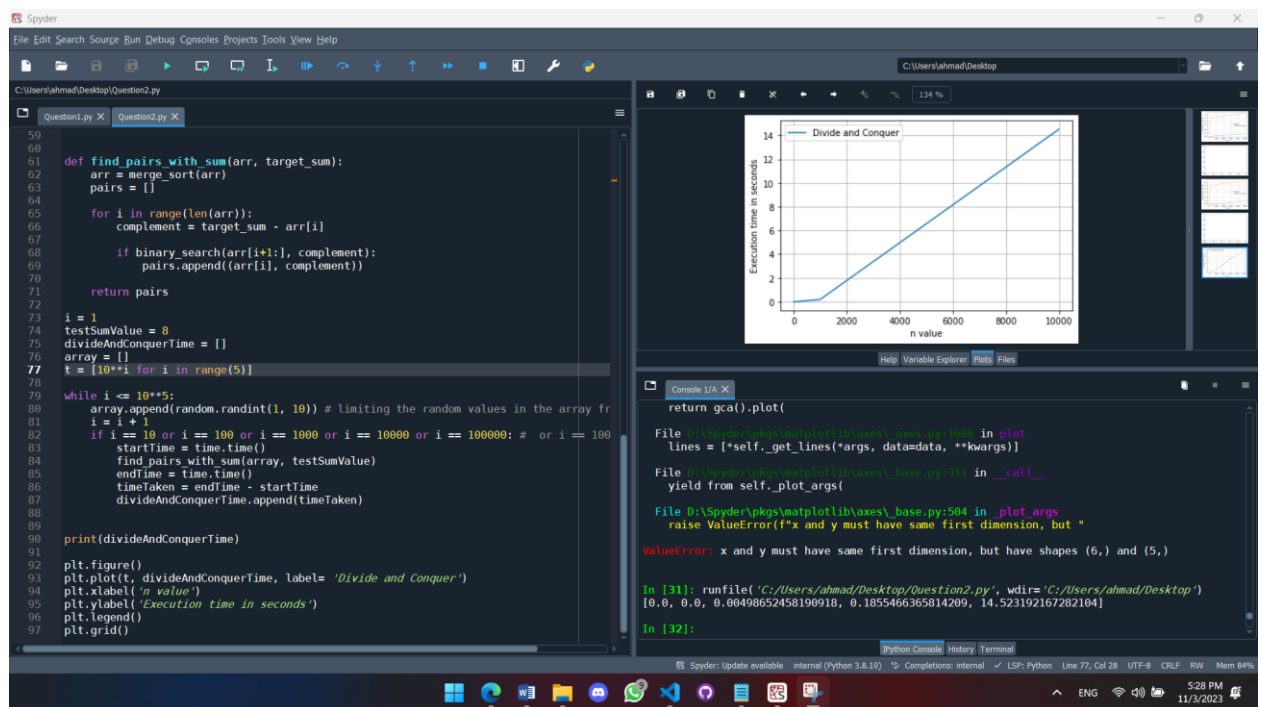 Spyder
File Edit Search Source Run Debug Consoles Projects Tools View Help
C:\Users\ahmad\Desktop
C:\Users\ahmad\Desktop\Question2.py
Question1.py X Question2.py X
59
60
61 def find_pairs_with_sum(arr, target_sum):
62 arr = merge_sort(arr)
63 pairs = []
64
65 for i in range(len(arr)):
66 complement = target_sum - arr[i]
67
68 if binary_search(arr[i+1:], complement):
69 pairs.append((arr[i], complement))
70
71 return pairs
72
73 i = 1
74 testSumValue = 8
75 divideAndConquerTime = []
76 array = []
77 t = [10**i for i in range(5)]
78
79 while i <= 10**5:
80 array.append(random.randint(1, 10)) # limiting the random values in the array fr
81 i = i + 1
82 if i == 10 or i == 100 or i == 1000 or i == 10000 or i == 100000: # or i == 100
83 startTime = time.time()
84 find_pairs_with_sum(array, testSumValue)
85 endTime = time.time()
86 timeTaken = endTime - startTime
87 divideAndConquerTime.append(timeTaken)
88
89
90 print(divideAndConquerTime)
91
92 plt.figure()
93 plt.plot(t, divideAndConquerTime, label= 'Divide and Conquer')
94 plt.xlabel('n value')
95 plt.ylabel('Execution time in seconds')
96 plt.legend()
97 plt.grid()
134 %
Divide and Conquer
14
12
10
8
6
4
2
0
Execution time in seconds
0 2000 4000 6000 8000 10000
n value
Help Variable Explorer Plots Files
Console 1/A X
return gca().plot(
File D:\Spyder\pkgs\matplotlib\axes\_axes.py:1688 in plot
lines = [*self._get_lines(*args, data=data, **kwargs)]
File D:\Spyder\pkgs\matplotlib\axes\_base.py:311 in __call__
yield from self._plot_args(
File D:\Spyder\pkgs\matplotlib\axes\_base.py:504 in _plot_args
raise ValueError(f"x and y must have same first dimension, but "
ValueError: x and y must have same first dimension, but have shapes (6,) and (5,)
In [31]: runfile('C:/Users/ahmad/Desktop/Question2.py', wdir='C:/Users/ahmad/Desktop')
[0.0, 0.0, 0.00498652458190918, 0.1855466365814209, 14.523192167282104]
In [32]:
IPython Console History Terminal
Spyder: Update available internal (Python 3.8.10) Completions: internal LSP: Python Line 77, Col 28 UTF-8 CRLF RW Mem 84%
9
ENG
5:28 PM
11/3/2023